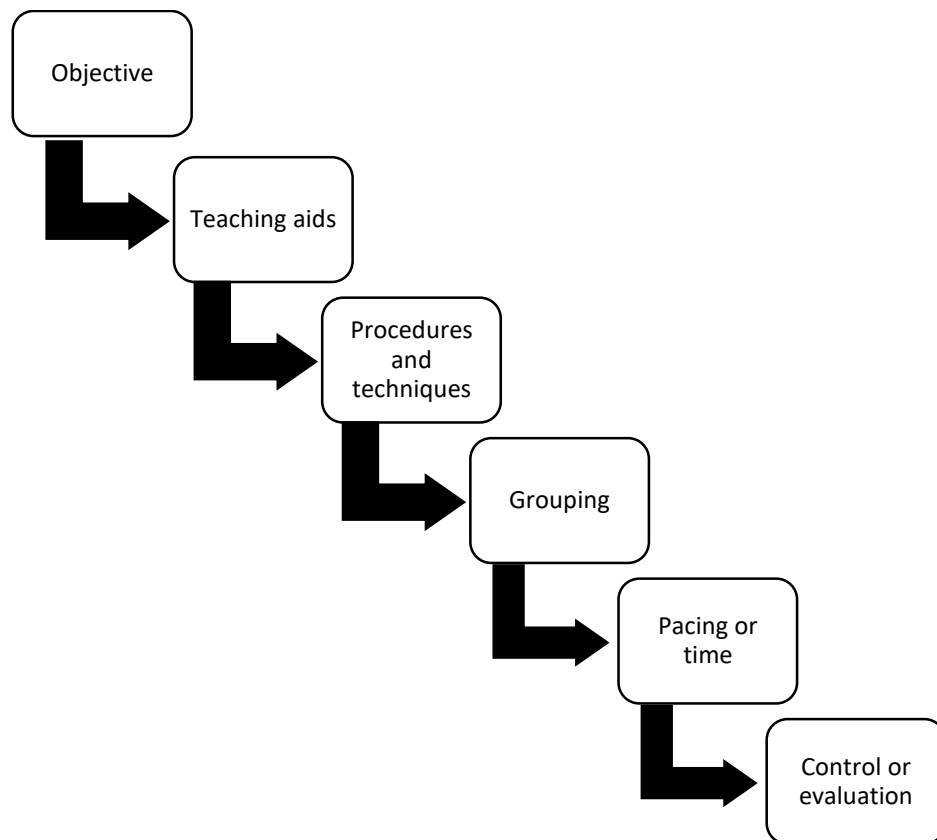 Objective
Teaching aids
Procedures
and
techniques
Grouping
Pacing or
time
Control or
evaluation